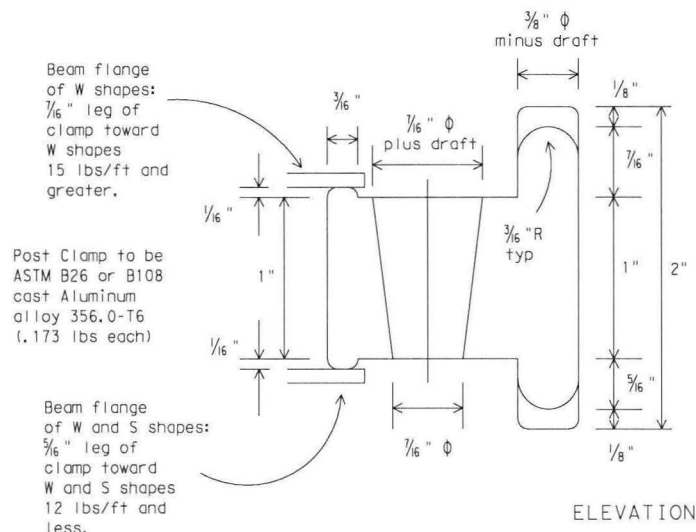 3/8" Φ
minus draft
Beam flange
of W shapes:
7/16" leg of
clamp toward
W shapes
15 lbs/ft and
greater.
3/16"
7/16" Φ
plus draft
1/8"
7/16"
1/16"
3/16"R
typ
Post Clamp to be
ASTM B26 or B108
cast Aluminum
alloy 356.0-T6
(.173 lbs each)
1"
1"
2"
1/16"
5/16"
Beam flange
of W and S shapes:
5/16" leg of
clamp toward
W and S shapes
12 lbs/ft and
less.
7/16" Φ
1/8"
ELEVATION